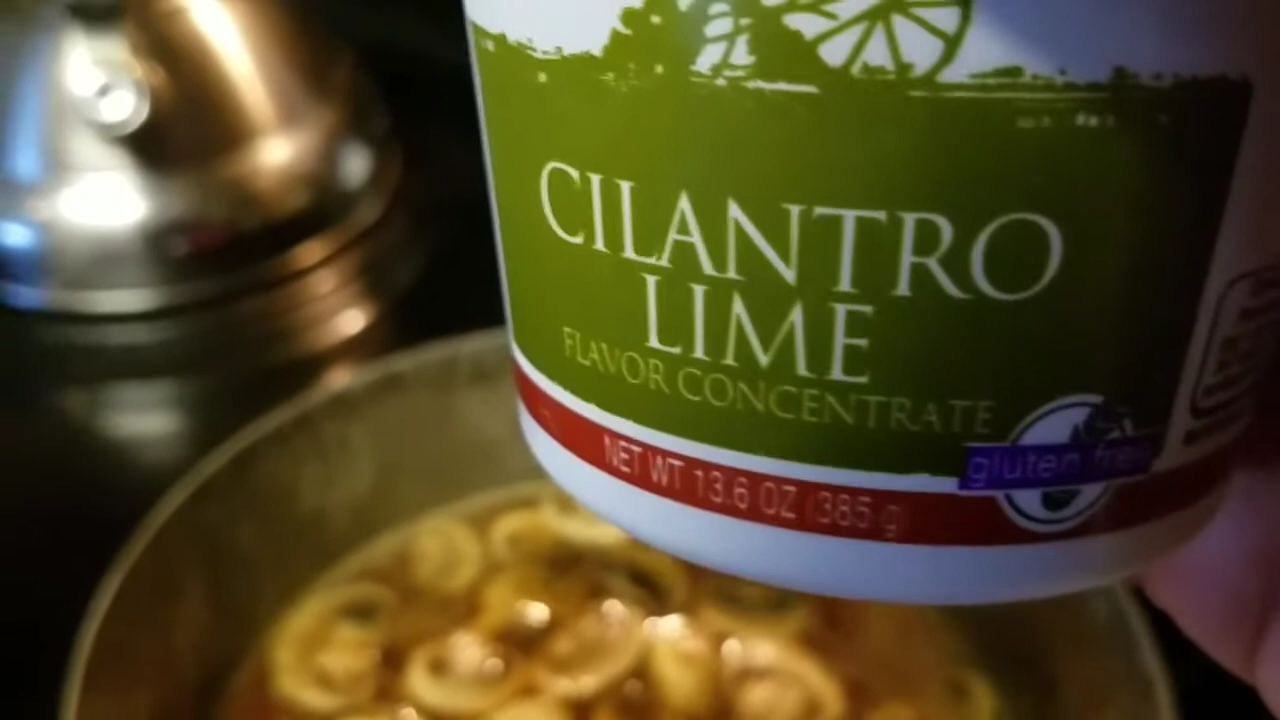 CILANTRO
LIME
FLAVOR CONCENTRATE
NET WT 13.6 OZ (385 g)
gluten free